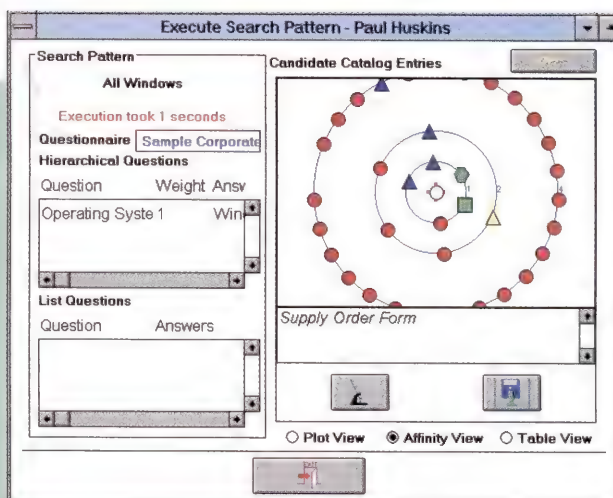 Execute Search Pattern - Paul Huskins
Search Pattern
All Windows
Execution took 1 seconds
Questionnaire Sample Corporate
Hierarchical Questions
Question Weight Answ
Operating Syste 1 Win
List Questions
Question Answers
Candidate Catalog Entries
1 2 4
Supply Order Form
Plot View Affinity View Table View
EXIT